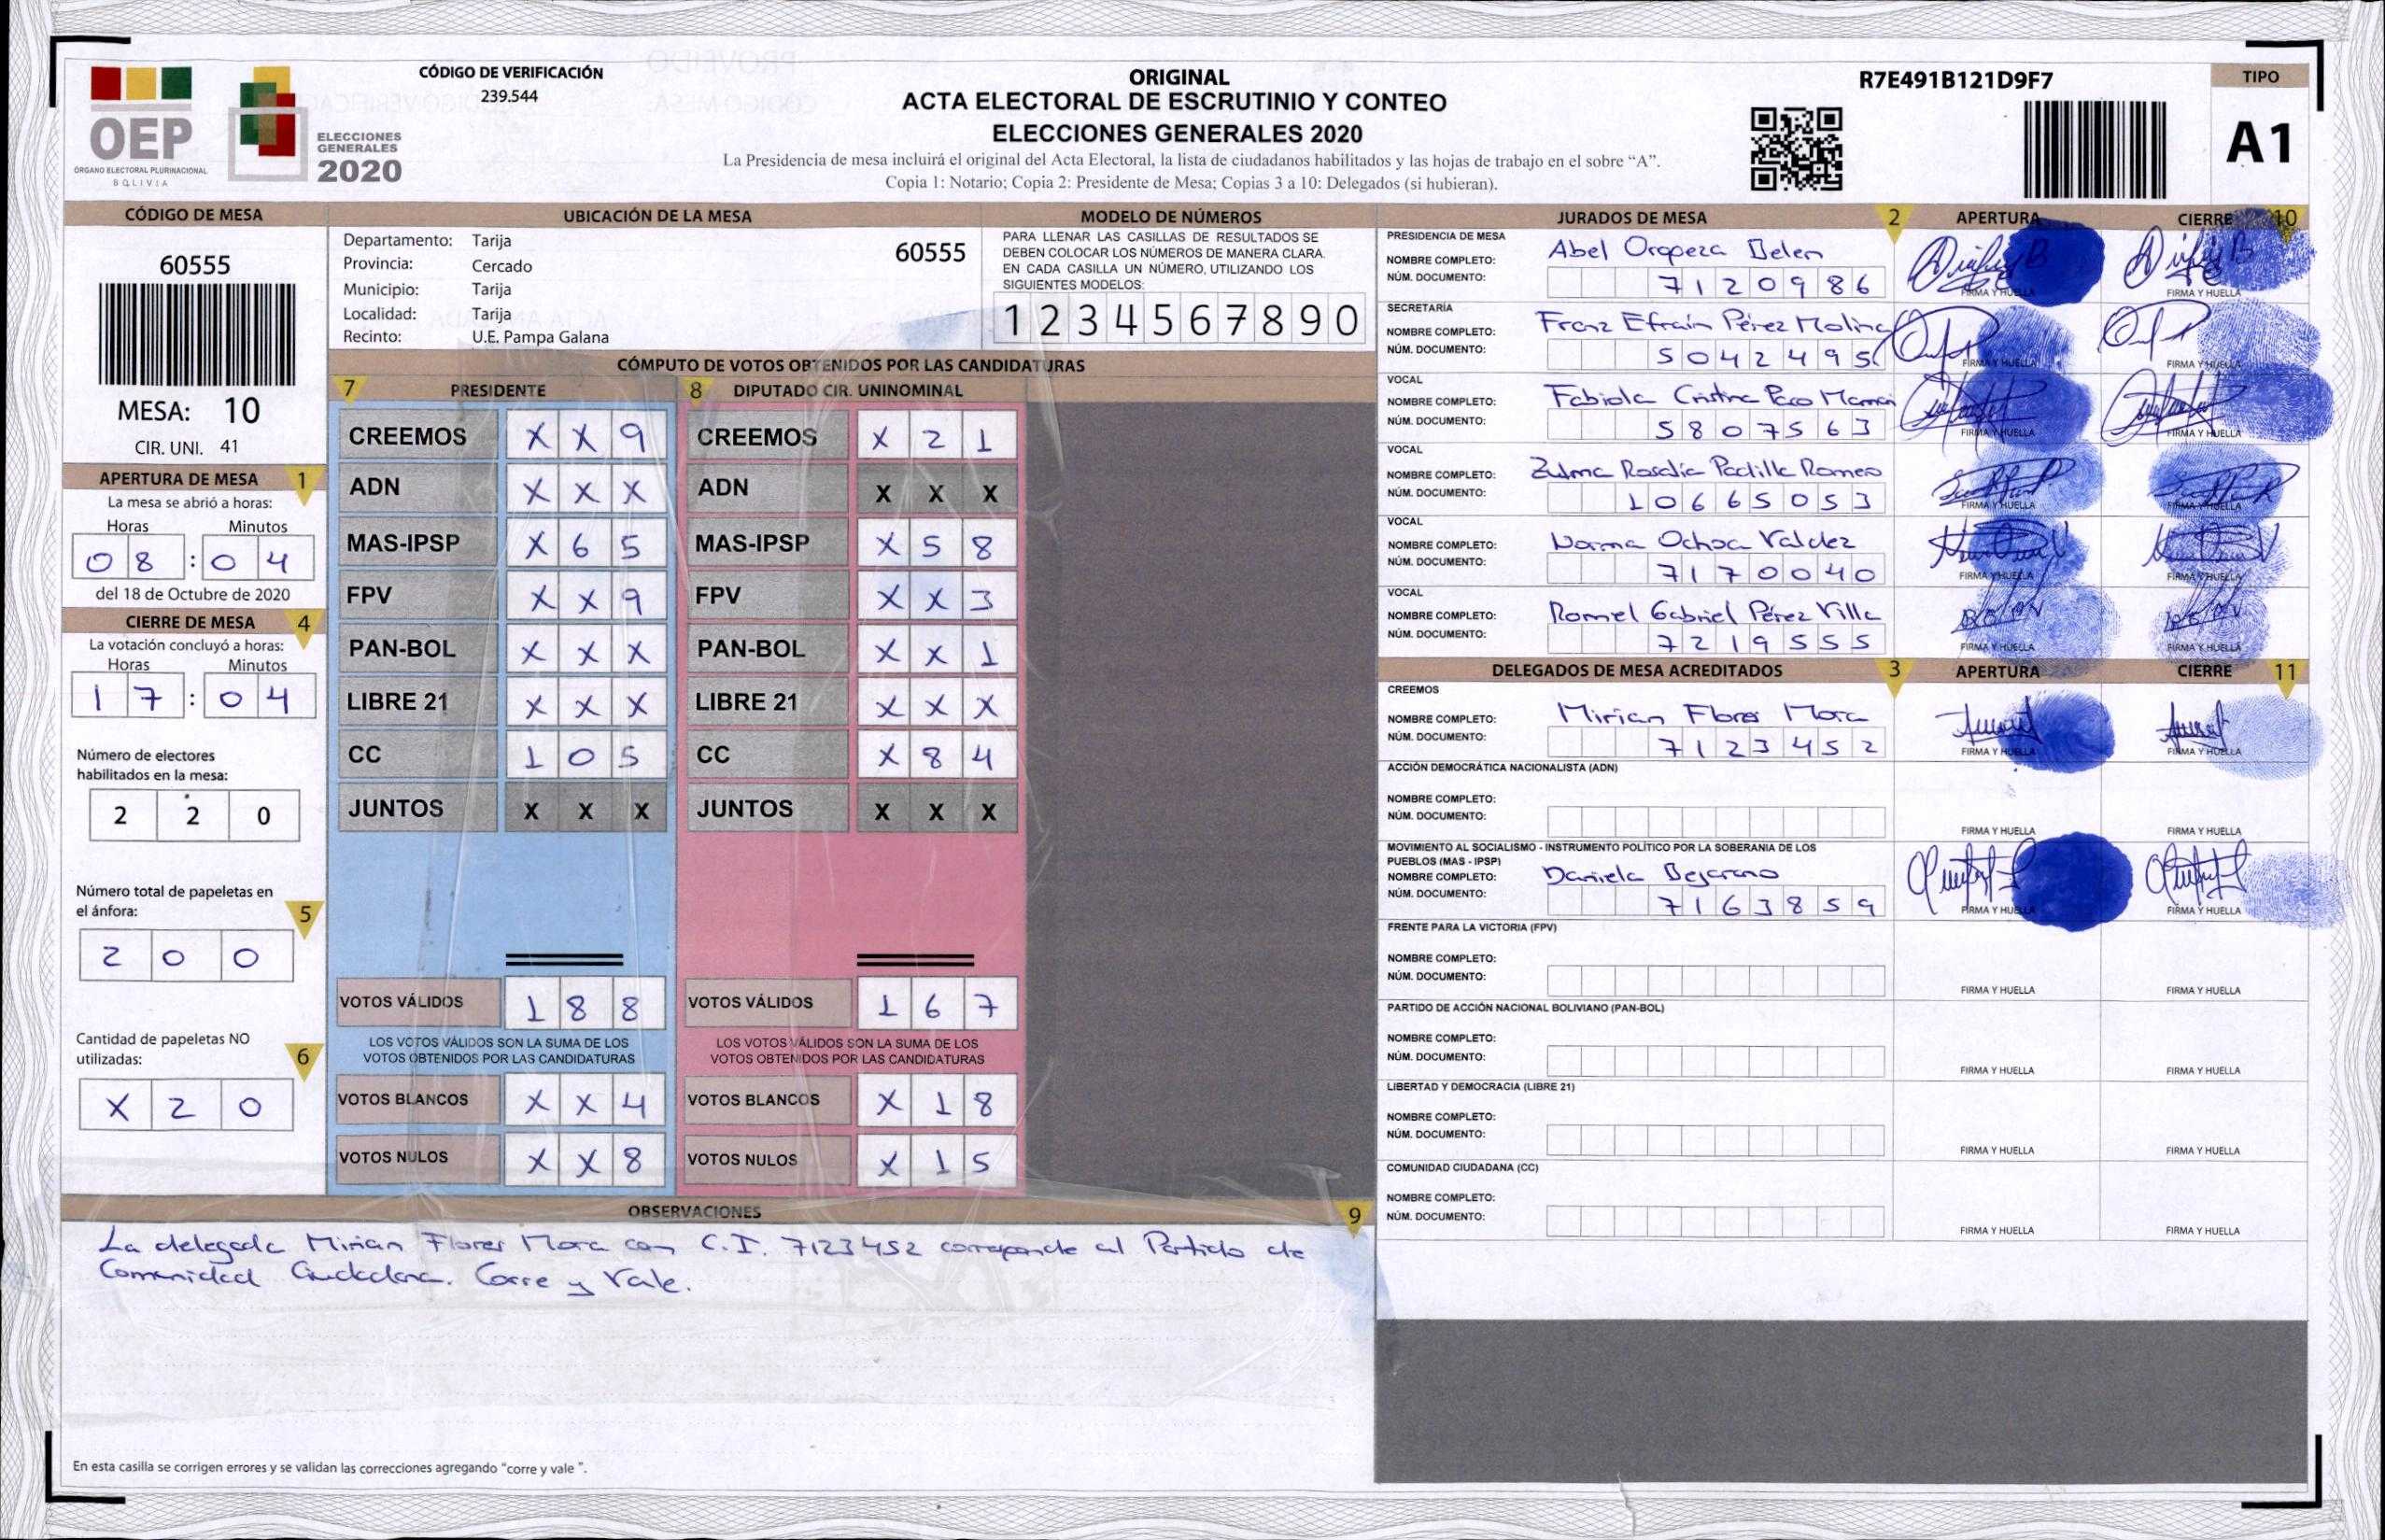 CÓDIGO DE VERIFICACIÓN
239.544
OEP
ÓRGANO ELECTORAL PLURINACIONAL
BOLIVIA
ELECCIONES
GENERALES
2020
ORIGINAL
ACTA ELECTORAL DE ESCRUTINIO Y CONTEO
ELECCIONES GENERALES 2020
La Presidencia de mesa incluirá el original del Acta Electoral, la lista de ciudadanos habilitados y las hojas de trabajo en el sobre “A”.
Copia 1: Notario; Copia 2: Presidente de Mesa; Copias 3 a 10: Delegados (si hubieran).
R7E491B121D9F7
TIPO
A1
CÓDIGO DE MESA
60555
MESA: 10
CIR. UNI. 41
APERTURA DE MESA 1
La mesa se abrió a horas:
Horas Minutos
08 : 04
del 18 de Octubre de 2020
CIERRE DE MESA 4
La votación concluyó a horas:
Horas Minutos
17 : 04
Número de electores
habilitados en la mesa:
2 2 0
Número total de papeletas en
el ánfora: 5
2 0 0
Cantidad de papeletas NO
utilizadas: 6
X 2 0
UBICACIÓN DE LA MESA
Departamento: Tarija 60555
Provincia: Cercado
Municipio: Tarija
Localidad: Tarija
Recinto: U.E. Pampa Galana
MODELO DE NÚMEROS
PARA LLENAR LAS CASILLAS DE RESULTADOS SE
DEBEN COLOCAR LOS NÚMEROS DE MANERA CLARA.
EN CADA CASILLA UN NÚMERO, UTILIZANDO LOS
SIGUIENTES MODELOS:
1 2 3 4 5 6 7 8 9 0
CÓMPUTO DE VOTOS OBTENIDOS POR LAS CANDIDATURAS
7 PRESIDENTE 8 DIPUTADO CIR. UNINOMINAL
CREEMOS X X 9 CREEMOS X 2 1
ADN X X X ADN X X X
MAS-IPSP X 6 5 MAS-IPSP X 5 8
FPV X X 9 FPV X X 3
PAN-BOL X X X PAN-BOL X X 1
LIBRE 21 X X X LIBRE 21 X X X
CC 1 0 5 CC X 8 4
JUNTOS X X X JUNTOS X X X
VOTOS VÁLIDOS 1 8 8 VOTOS VÁLIDOS 1 6 7
LOS VOTOS VÁLIDOS SON LA SUMA DE LOS LOS VOTOS VÁLIDOS SON LA SUMA DE LOS
VOTOS OBTENIDOS POR LAS CANDIDATURAS VOTOS OBTENIDOS POR LAS CANDIDATURAS
VOTOS BLANCOS X X 4 VOTOS BLANCOS X 1 8
VOTOS NULOS X X 8 VOTOS NULOS X 1 5
OBSERVACIONES 9
La delegada Mirian Flores Mora con C.I. 7123452 corresponde al Partido de
Comunidad Ciudadana. Corre y Vale.
En esta casilla se corrigen errores y se validan las correcciones agregando “corre y vale ”.
JURADOS DE MESA 2 APERTURA CIERRE 10
PRESIDENCIA DE MESA
NOMBRE COMPLETO: Abel Oropeza Belen
NÚM. DOCUMENTO: 7120986 FIRMA Y HUELLA FIRMA Y HUELLA
SECRETARÍA
NOMBRE COMPLETO: Franz Efraín Pérez Molina
NÚM. DOCUMENTO: 5042495 FIRMA Y HUELLA FIRMA Y HUELLA
VOCAL
NOMBRE COMPLETO: Fabiola Cristina Paco Mamani
NÚM. DOCUMENTO: 5807563 FIRMA Y HUELLA FIRMA Y HUELLA
VOCAL
NOMBRE COMPLETO: Zulma Rosalía Padilla Romero
NÚM. DOCUMENTO: 10665053 FIRMA Y HUELLA FIRMA Y HUELLA
VOCAL
NOMBRE COMPLETO: Norma Ochoa Valdez
NÚM. DOCUMENTO: 7170040 FIRMA Y HUELLA FIRMA Y HUELLA
VOCAL
NOMBRE COMPLETO: Romel Gabriel Pérez Villa
NÚM. DOCUMENTO: 7219555 FIRMA Y HUELLA FIRMA Y HUELLA
DELEGADOS DE MESA ACREDITADOS 3 APERTURA CIERRE 11
CREEMOS
NOMBRE COMPLETO: Mirian Flores Mora
NÚM. DOCUMENTO: 7123452 FIRMA Y HUELLA FIRMA Y HUELLA
ACCIÓN DEMOCRÁTICA NACIONALISTA (ADN)
NOMBRE COMPLETO:
NÚM. DOCUMENTO: FIRMA Y HUELLA FIRMA Y HUELLA
MOVIMIENTO AL SOCIALISMO - INSTRUMENTO POLÍTICO POR LA SOBERANIA DE LOS
PUEBLOS (MAS - IPSP)
NOMBRE COMPLETO: Daniela Bejarano
NÚM. DOCUMENTO: 7163859 FIRMA Y HUELLA FIRMA Y HUELLA
FRENTE PARA LA VICTORIA (FPV)
NOMBRE COMPLETO:
NÚM. DOCUMENTO: FIRMA Y HUELLA FIRMA Y HUELLA
PARTIDO DE ACCIÓN NACIONAL BOLIVIANO (PAN-BOL)
NOMBRE COMPLETO:
NÚM. DOCUMENTO: FIRMA Y HUELLA FIRMA Y HUELLA
LIBERTAD Y DEMOCRACIA (LIBRE 21)
NOMBRE COMPLETO:
NÚM. DOCUMENTO: FIRMA Y HUELLA FIRMA Y HUELLA
COMUNIDAD CIUDADANA (CC)
NOMBRE COMPLETO:
NÚM. DOCUMENTO: FIRMA Y HUELLA FIRMA Y HUELLA